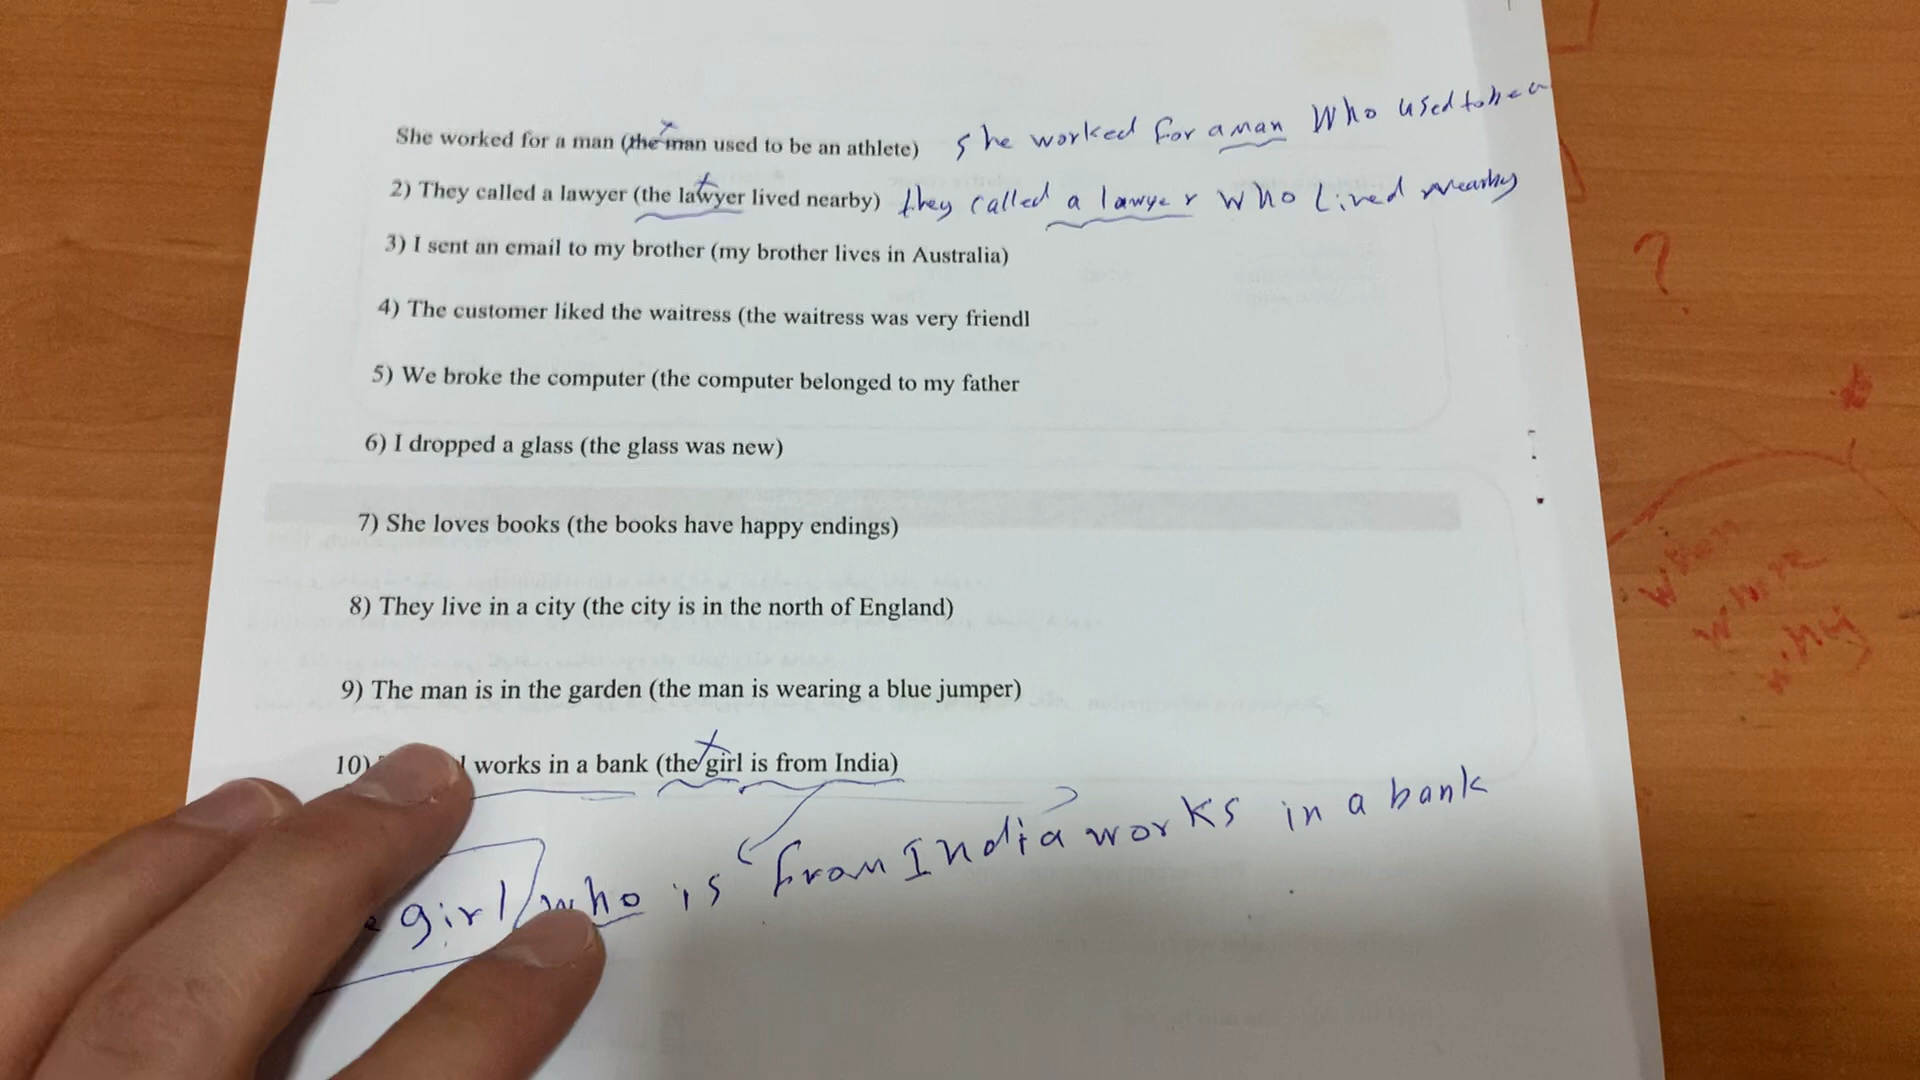 She worked for a man (the man used to be an athlete) She worked for a man who used to be a
2) They called a lawyer (the lawyer lived nearby) they called a lawyer who lived nearby
3) I sent an email to my brother (my brother lives in Australia)
4) The customer liked the waitress (the waitress was very friendl
5) We broke the computer (the computer belonged to my father
6) I dropped a glass (the glass was new)
7) She loves books (the books have happy endings)
8) They live in a city (the city is in the north of England)
9) The man is in the garden (the man is wearing a blue jumper)
10) works in a bank (the girl is from India)
girl who is from India works in a bank
?
when
where
why